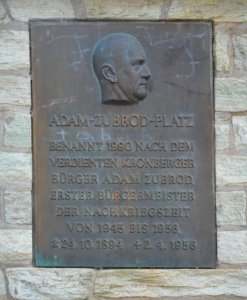 ADAM-ZUBROD-PLATZ
BENANNT 1990 NACH DEM
VERDIENTEN KRONBERGER
BÜRGER ADAM ZUBROD,
ERSTER BÜRGERMEISTER
DER NACHKRIEGSZEIT
VON 1945 BIS 1956,
*24.10.1894 +2.4.1956